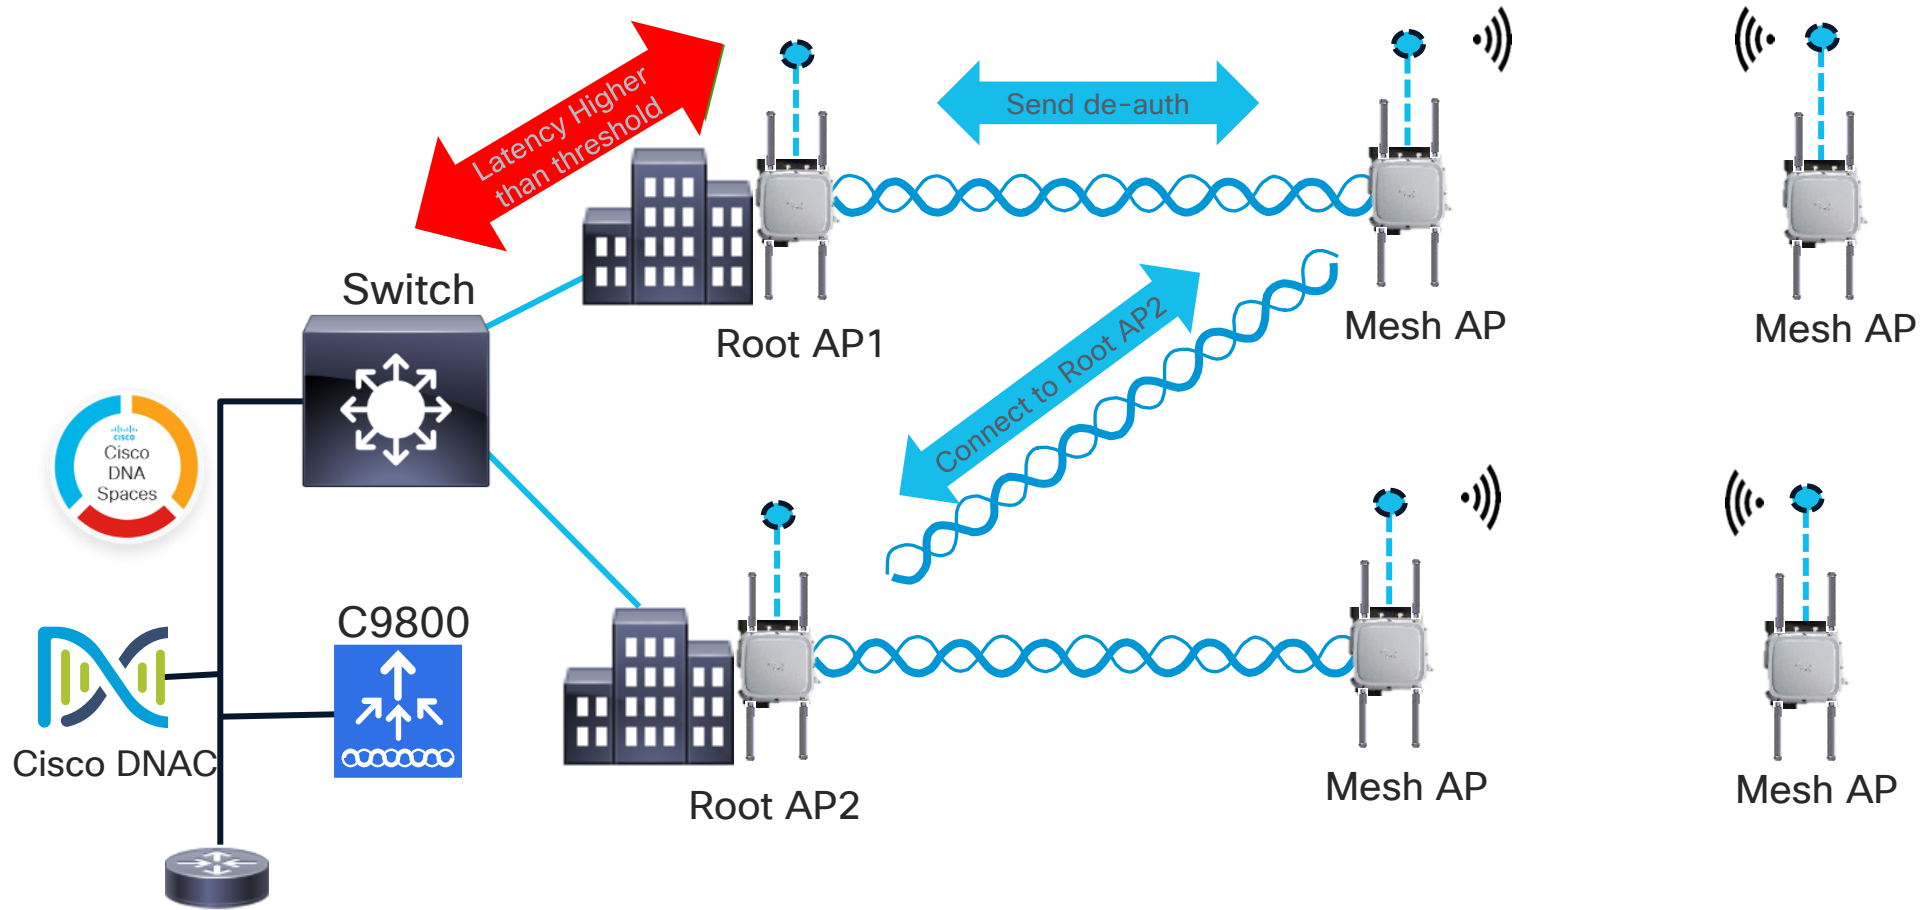 Latency Higher
than threshold
Send de-auth
Switch
Root AP1
Mesh AP
Mesh AP
Connect to Root AP2
cisco
Cisco
DNA
Spaces
C9800
Cisco DNAC
Root AP2
Mesh AP
Mesh AP